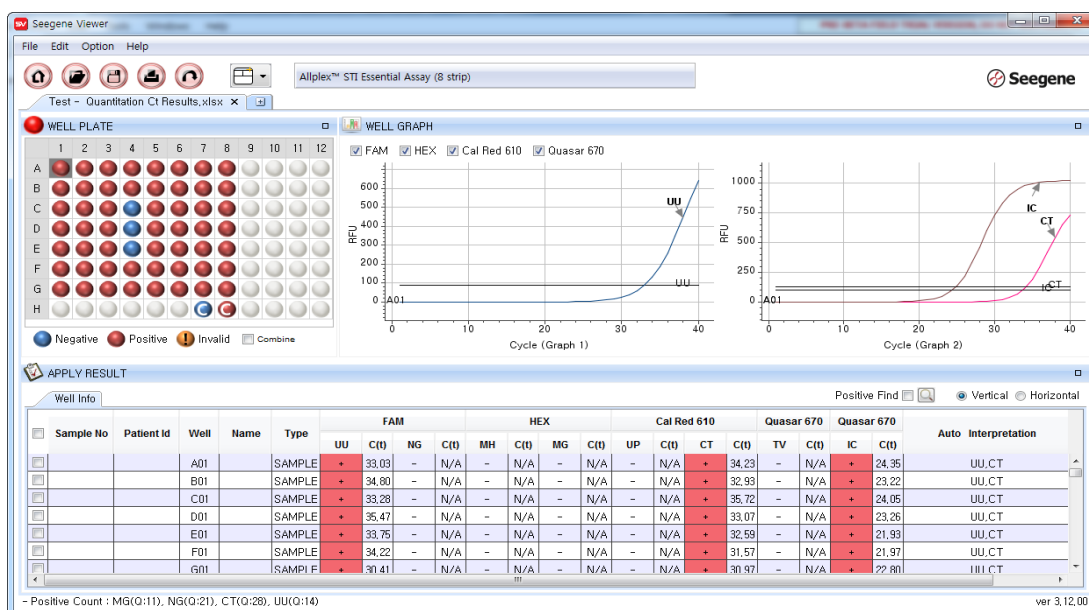 Seegene Viewer
File Edit Option Help
Allplex™ STI Essential Assay (8 strip)
Seegene
Test - Quantitation Ct Results,xlsx
WELL PLATE
1 2 3 4 5 6 7 8 9 10 11 12
A
B
C
D
E
F
G
H C C
Negative Positive Invalid Combine
WELL GRAPH
FAM HEX Cal Red 610 Quasar 670
RFU
600
500
400
300
200
100
0
UU
UU
A01
0 10 20 30 40
Cycle (Graph 1)
RFU
1000
750
500
250
0
IC
CT
IC CT
A01
0 10 20 30 40
Cycle (Graph 2)
APPLY RESULT
Well Info
Positive Find Vertical Horizontal
Sample No Patient Id Well Name Type FAM HEX Cal Red 610 Quasar 670 Quasar 670 Auto Interpretation
UU C(t) NG C(t) MH C(t) MG C(t) UP C(t) CT C(t) TV C(t) IC C(t)
A01 SAMPLE + 33,03 - N/A - N/A - N/A - N/A + 34,23 - N/A + 24,35 UU,CT
B01 SAMPLE + 34,80 - N/A - N/A - N/A - N/A + 32,93 - N/A + 23,22 UU,CT
C01 SAMPLE + 33,28 - N/A - N/A - N/A - N/A + 35,72 - N/A + 24,05 UU,CT
D01 SAMPLE + 35,47 - N/A - N/A - N/A - N/A + 33,07 - N/A + 23,26 UU,CT
E01 SAMPLE + 33,75 - N/A - N/A - N/A - N/A + 32,59 - N/A + 21,93 UU,CT
F01 SAMPLE + 34,22 - N/A - N/A - N/A - N/A + 31,57 - N/A + 21,97 UU,CT
G01 SAMPLE + 30,41 - N/A - N/A - N/A - N/A + 30,97 - N/A + 22,80 UU,CT
- Positive Count : MG(Q:11), NG(Q:21), CT(Q:28), UU(Q:14)
ver 3,12,00